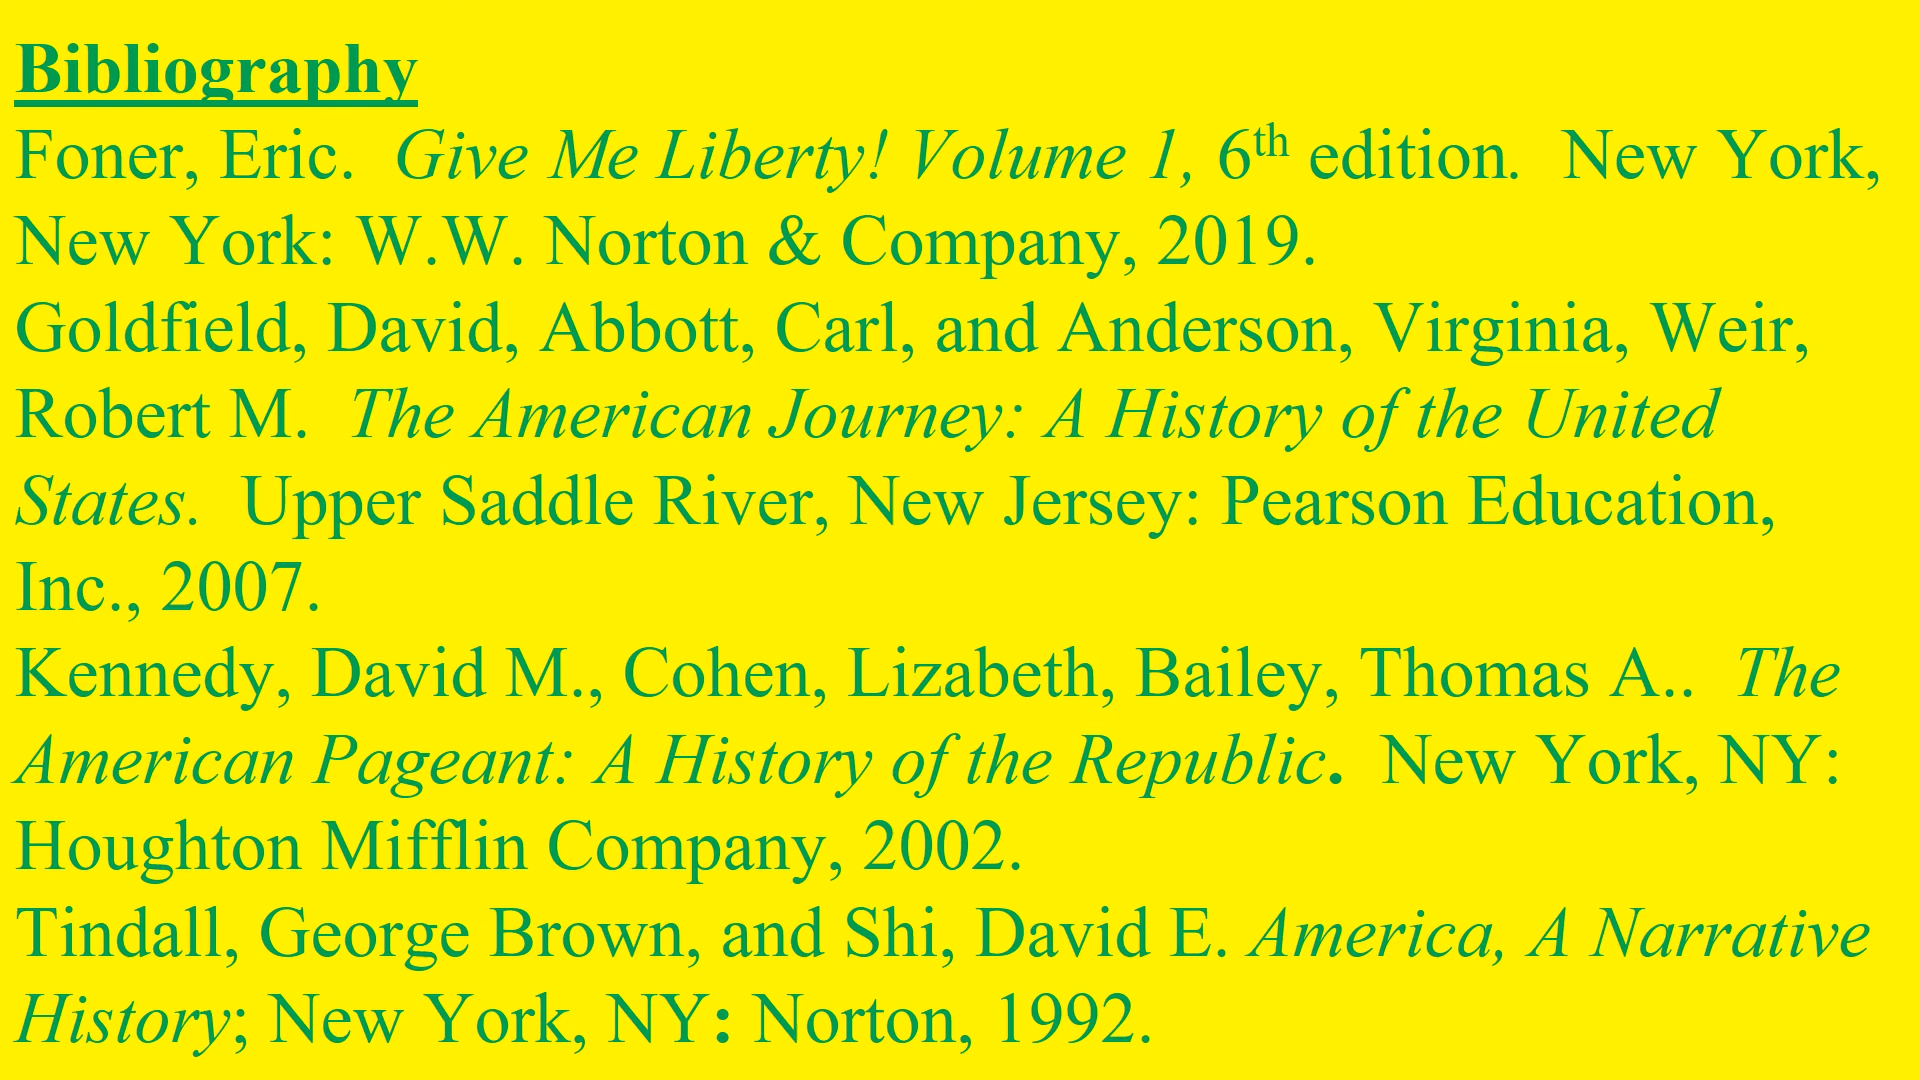 Bibliography
Foner, Eric.  Give Me Liberty! Volume 1, 6th edition.  New York,
New York: W.W. Norton & Company, 2019.
Goldfield, David, Abbott, Carl, and Anderson, Virginia, Weir,
Robert M.  The American Journey: A History of the United
States.  Upper Saddle River, New Jersey: Pearson Education,
Inc., 2007.
Kennedy, David M., Cohen, Lizabeth, Bailey, Thomas A..  The
American Pageant: A History of the Republic.  New York, NY:
Houghton Mifflin Company, 2002.
Tindall, George Brown, and Shi, David E. America, A Narrative
History; New York, NY: Norton, 1992.